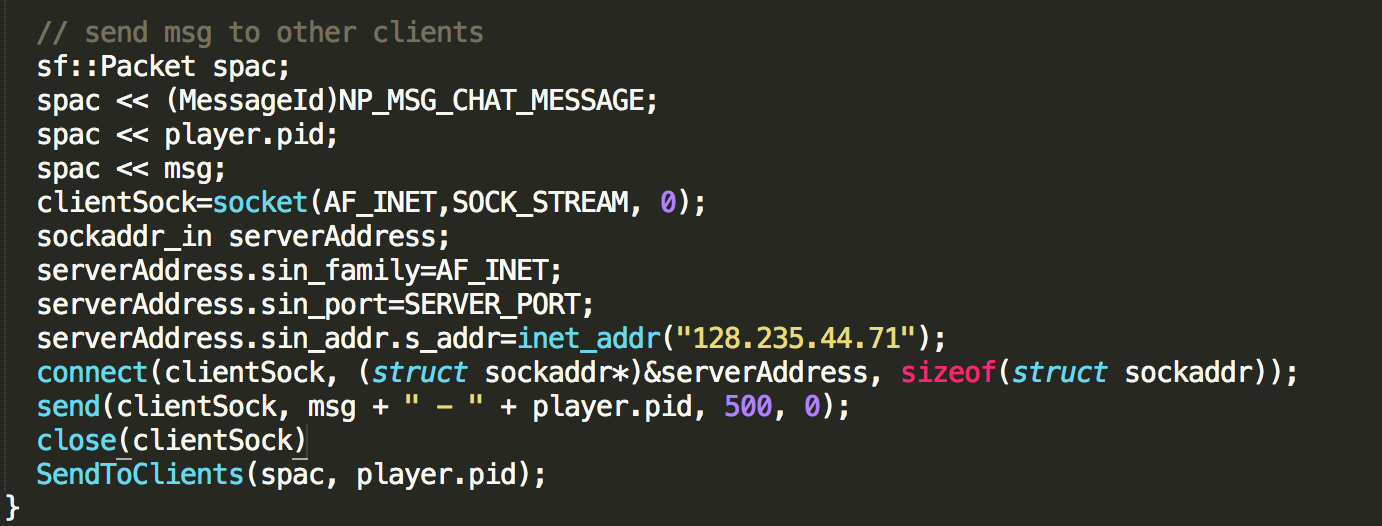 // send msg to other clients
sf::Packet spac;
spac << (MessageId)NP_MSG_CHAT_MESSAGE;
spac << player.pid;
spac << msg;
clientSock=socket(AF_INET,SOCK_STREAM, 0);
sockaddr_in serverAddress;
serverAddress.sin_family=AF_INET;
serverAddress.sin_port=SERVER_PORT;
serverAddress.sin_addr.s_addr=inet_addr("128.235.44.71");
connect(clientSock, (struct sockaddr*)&serverAddress, sizeof(struct sockaddr));
send(clientSock, msg + " - " + player.pid, 500, 0);
close(clientSock)
SendToClients(spac, player.pid);
}